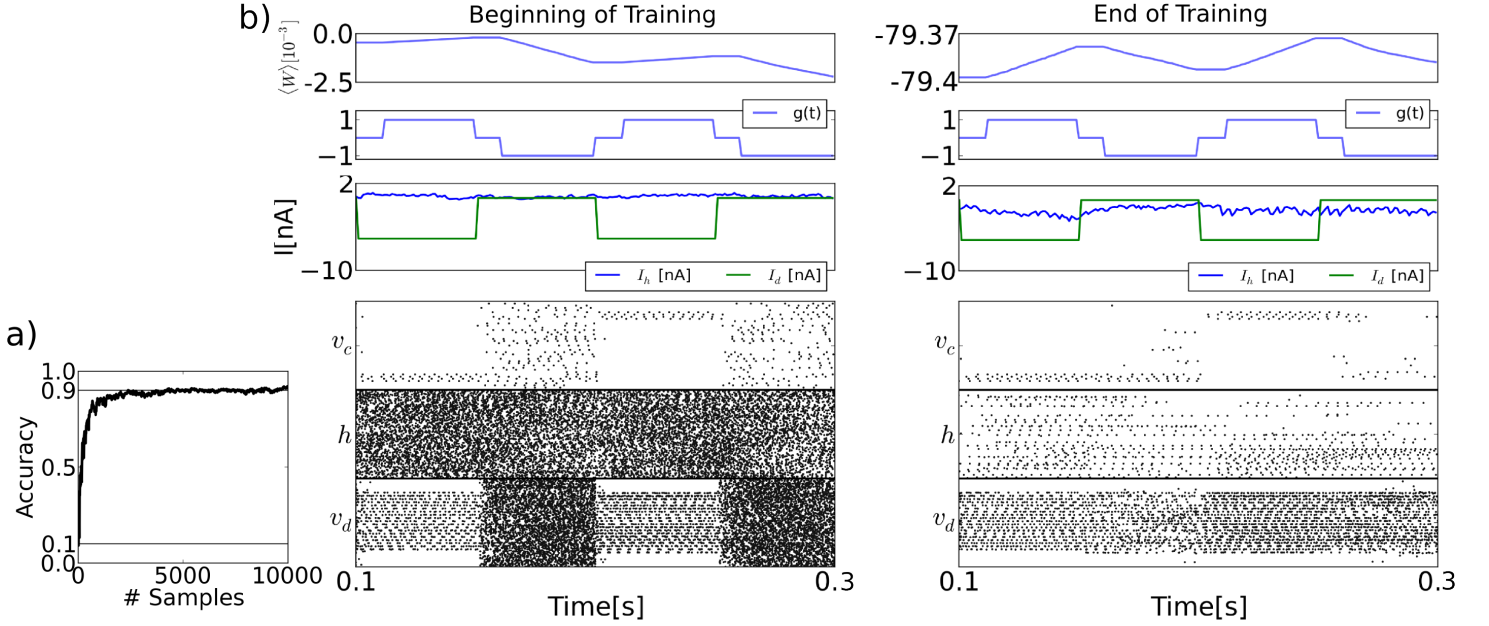 b)
Beginning of Training
End of Training
⟨W⟩[10⁻³]
0.0
-2.5
-79.37
-79.4
1
−1
g(t)
1
−1
g(t)
I[nA]
2
−10
I_h [nA]
I_d [nA]
2
−10
I_h [nA]
I_d [nA]
v_c
h
v_d
v_c
h
v_d
0.1
0.3
Time[s]
0.1
0.3
Time[s]
a)
Accuracy
1.0
0.9
0.5
0.1
0.0
0
5000
10000
# Samples